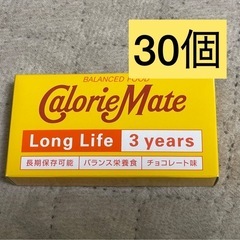 30個
BALANCED FOOD
CalorieMate
Long Life 3 years
長期保存可能 バランス栄養食 チョコレート味